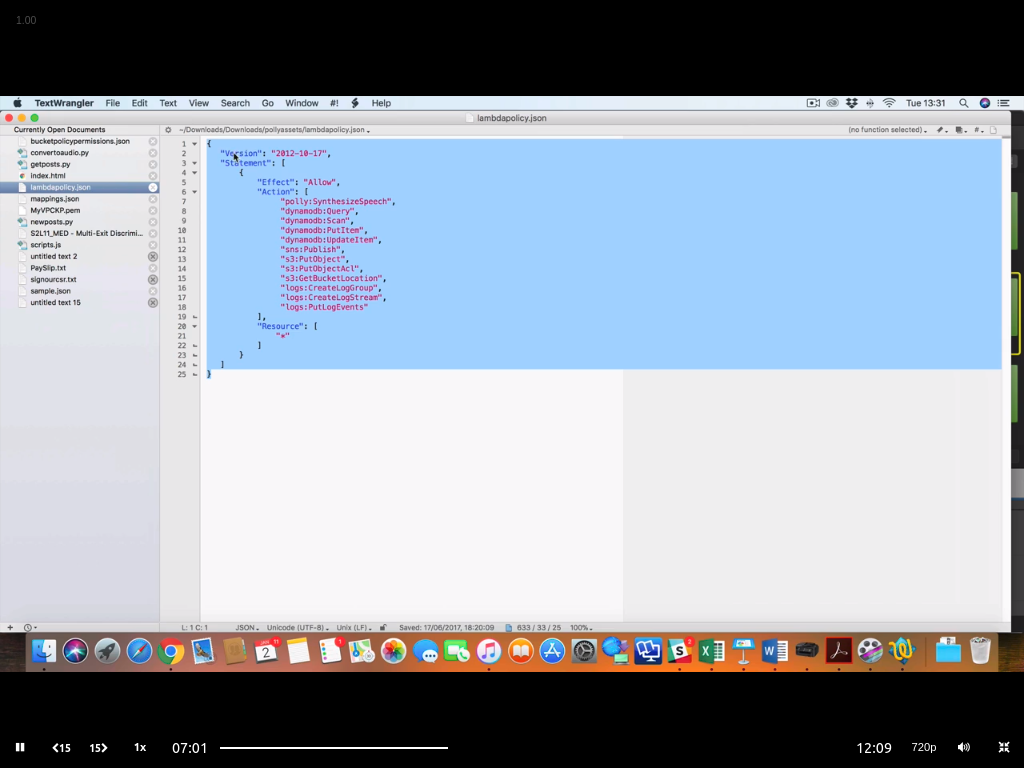 1.00
TextWrangler File Edit Text View Search Go Window #! Help Tue 13:31
lambdapolicy.json
Currently Open Documents
~/Downloads/Downloads/pollyassets/lambdapolicy.json
(no function selected)
bucketpolicypermissions.json
convertoaudio.py
getposts.py
index.html
lambdapolicy.json
mappings.json
MyVPCKP.pem
newposts.py
S2L11_MED - Multi-Exit Discrimi...
scripts.js
untitled text 2
PaySlip.txt
signourcsr.txt
sample.json
untitled text 15
1 {
2 "Version": "2012-10-17",
3 "Statement": [
4 {
5 "Effect": "Allow",
6 "Action": [
7 "polly:SynthesizeSpeech",
8 "dynamodb:Query",
9 "dynamodb:Scan",
10 "dynamodb:PutItem",
11 "dynamodb:UpdateItem",
12 "sns:Publish",
13 "s3:PutObject",
14 "s3:PutObjectAcl",
15 "s3:GetBucketLocation",
16 "logs:CreateLogGroup",
17 "logs:CreateLogStream",
18 "logs:PutLogEvents"
19 ],
20 "Resource": [
21 "*"
22 ]
23 }
24 ]
25 }
L: 1 C: 1 JSON Unicode (UTF-8) Unix (LF) Saved: 17/06/2017, 18:20:09 633 / 33 / 25 100%
15 15 1x 07:01 12:09 720p